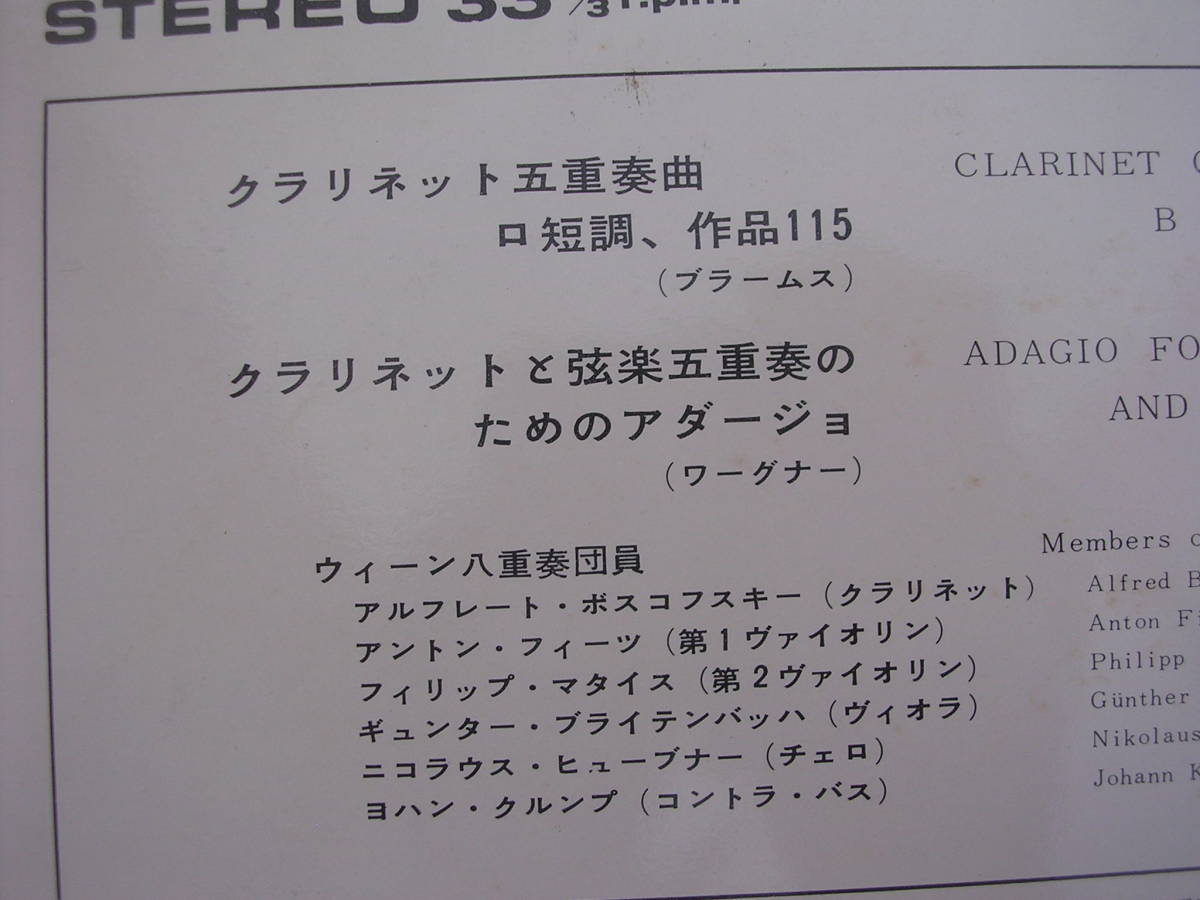 STEREO 33 1/3 r.p.m.
クラリネット五重奏曲
ロ短調、作品115
(ブラームス)
クラリネットと弦楽五重奏の
ためのアダージョ
(ワーグナー)
ウィーン八重奏団員
アルフレート・ボスコフスキー(クラリネット)
アントン・フィーツ(第1ヴァイオリン)
フィリップ・マタイス(第2ヴァイオリン)
ギュンター・ブライテンバッハ(ヴィオラ)
ニコラウス・ヒューブナー(チェロ)
ヨハン・クルンプ(コントラ・バス)
CLARINET
B
ADAGIO
AND
Members
Alfred
Anton
Philipp
Günther
Nikolaus
Johann